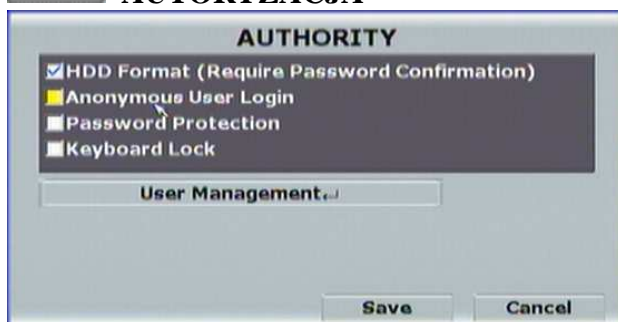 AUTORYZACJA
AUTHORITY
HDD Format (Require Password Confirmation)
Anonymous User Login
Password Protection
Keyboard Lock
User Management↵
Save Cancel